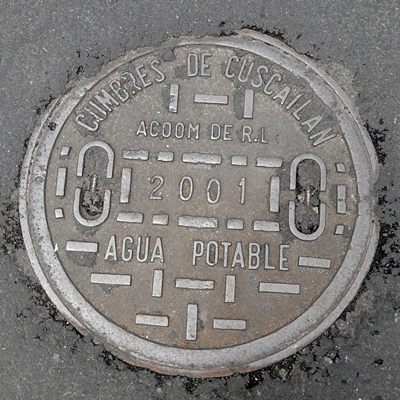 CUMBRES DE CUSCATLAN
ACOOM DE R.L
2001
AGUA POTABLE